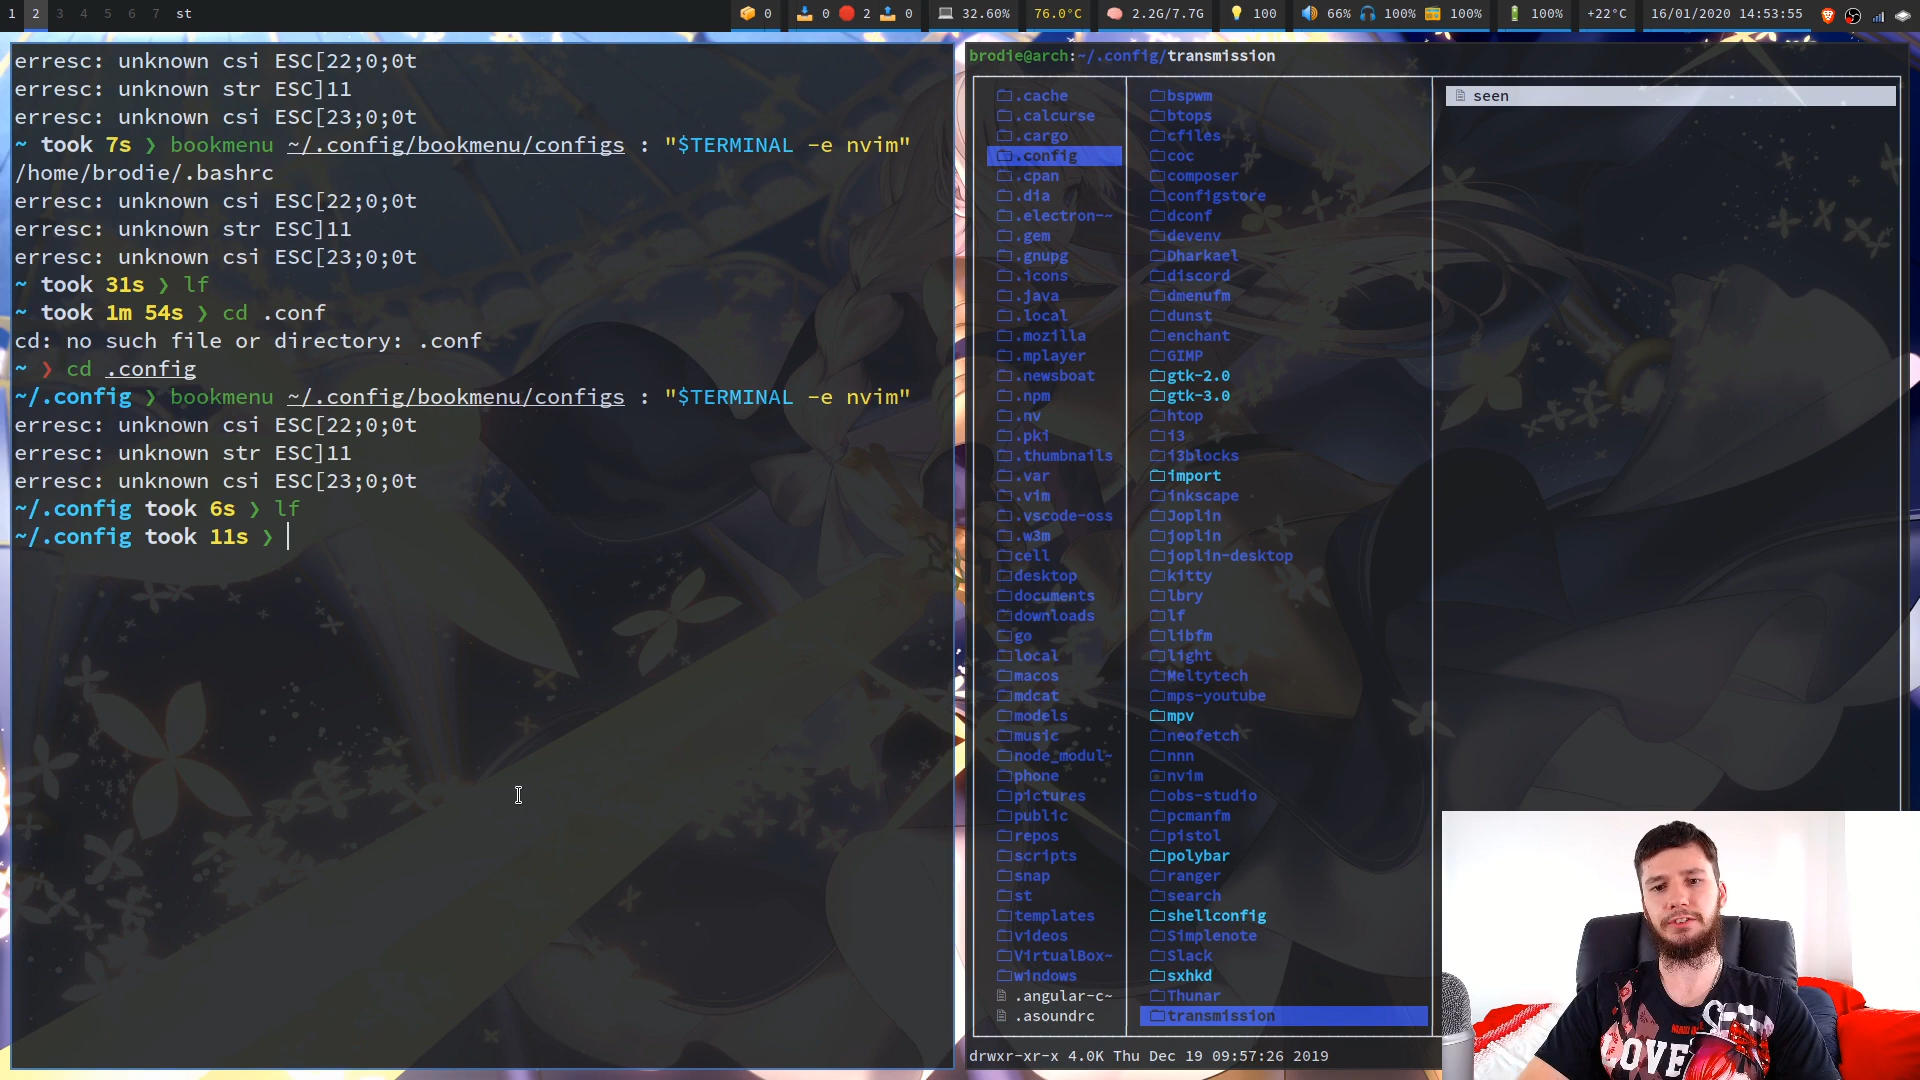 1 2 3 4 5 6 7 st
0 0 2 0 32.60% 76.0°C 2.2G/7.7G 100 66% 100% 100% 100% +22°C 16/01/2020 14:53:55
erresc: unknown csi ESC[22;0;0t
erresc: unknown str ESC]11
erresc: unknown csi ESC[23;0;0t
~ took 7s ❯ bookmenu ~/.config/bookmenu/configs : "$TERMINAL -e nvim"
/home/brodie/.bashrc
erresc: unknown csi ESC[22;0;0t
erresc: unknown str ESC]11
erresc: unknown csi ESC[23;0;0t
~ took 31s ❯ lf
~ took 1m 54s ❯ cd .conf
cd: no such file or directory: .conf
~ ❯ cd .config
~/.config ❯ bookmenu ~/.config/bookmenu/configs : "$TERMINAL -e nvim"
erresc: unknown csi ESC[22;0;0t
erresc: unknown str ESC]11
erresc: unknown csi ESC[23;0;0t
~/.config took 6s ❯ lf
~/.config took 11s ❯
brodie@arch:~/.config/transmission
.cache
.calcurse
.cargo
.config
.cpan
.dia
.electron-~
.gem
.gnupg
.icons
.java
.local
.mozilla
.mplayer
.newsboat
.npm
.nv
.pki
.thumbnails
.var
.vim
.vscode-oss
.w3m
cell
desktop
documents
downloads
go
local
macos
mdcat
models
music
node_modul~
phone
pictures
public
repos
scripts
snap
st
templates
videos
VirtualBox~
windows
.angular-c~
.asoundrc
bspwm
btops
cfiles
coc
composer
configstore
dconf
devenv
Dharkael
discord
dmenufm
dunst
enchant
GIMP
gtk-2.0
gtk-3.0
htop
i3
i3blocks
import
inkscape
Joplin
joplin
joplin-desktop
kitty
lbry
lf
libfm
light
Meltytech
mps-youtube
mpv
neofetch
nnn
nvim
obs-studio
pcmanfm
pistol
polybar
ranger
search
shellconfig
Simplenote
Slack
sxhkd
Thunar
transmission
seen
drwxr-xr-x 4.0K Thu Dec 19 09:57:26 2019
LOVE